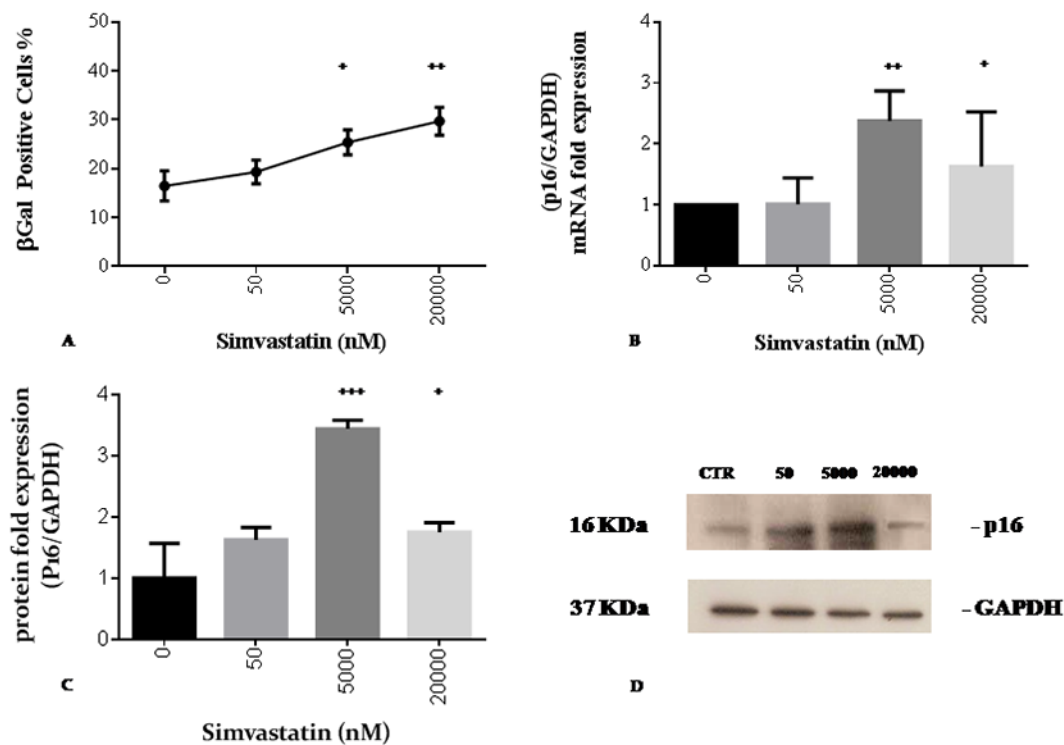 50
40
30
20
10
0
βGal Positive Cells %
+
++
0
50
5000
20000
Simvastatin (nM)
A
4
3
2
1
0
(p16/GAPDH)
mRNA fold expression
++
+
0
50
5000
20000
Simvastatin (nM)
B
4
3
2
1
0
protein fold expression
(P16/GAPDH)
+++
+
0
50
5000
20000
Simvastatin (nM)
C
CTR 50 5000 20000
16 KDa –p16
37 KDa –GAPDH
D